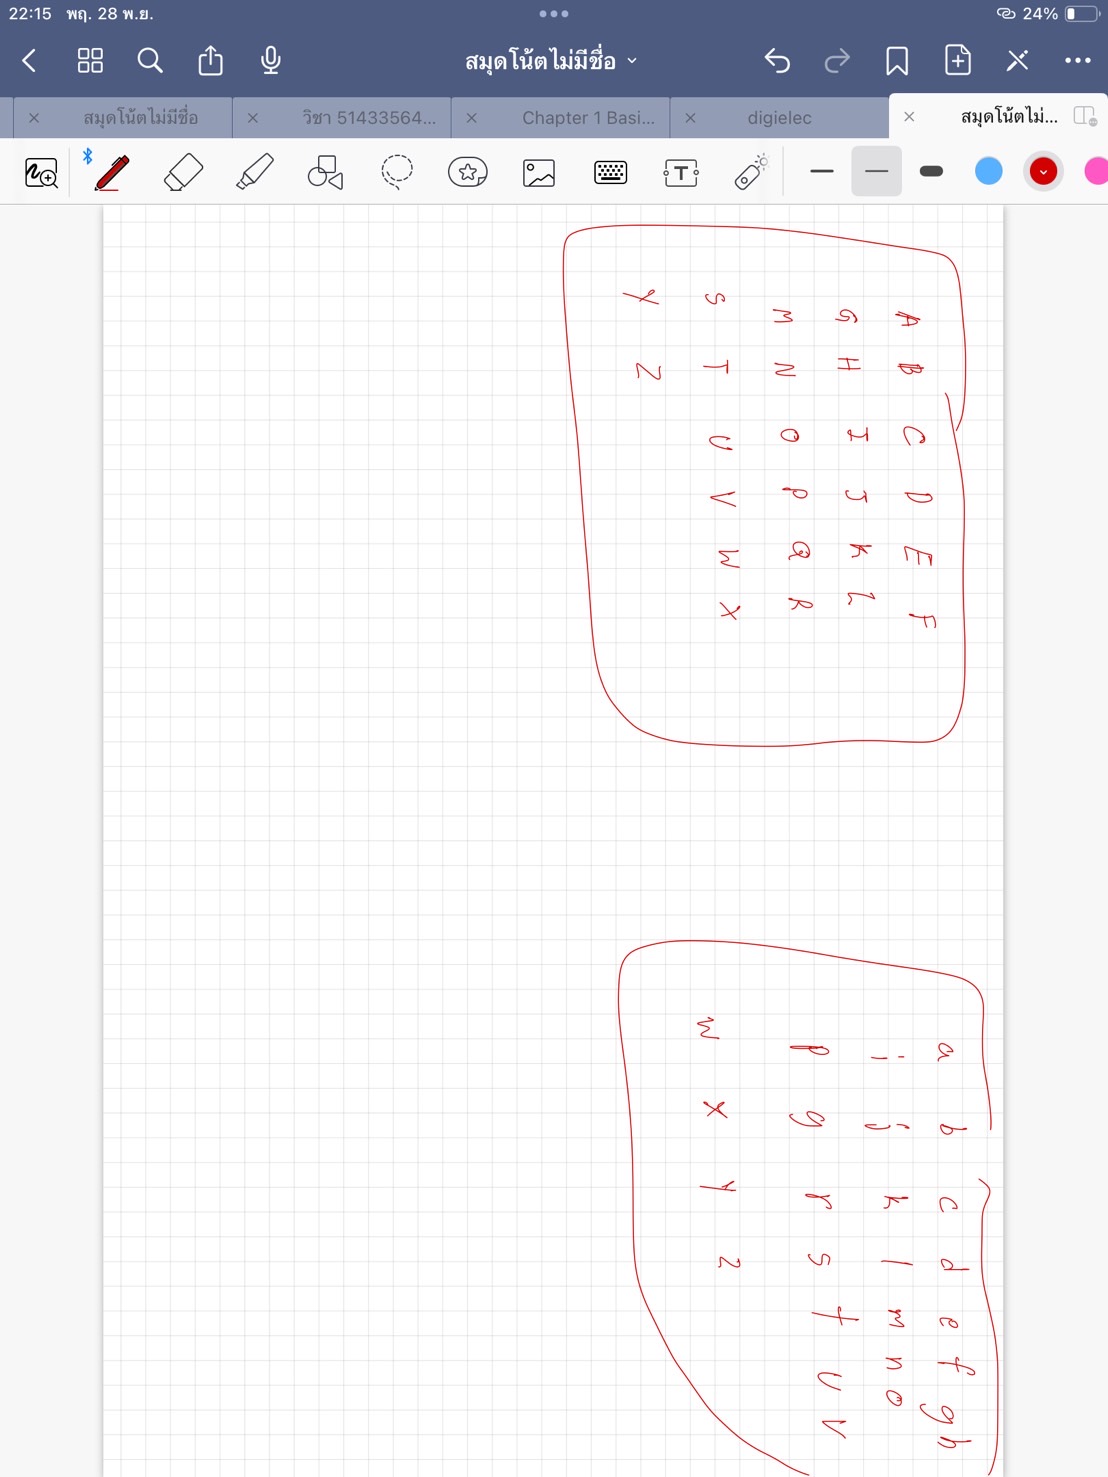 22:15 พฤ. 28 พ.ย.
24%
สมุดโน้ตไม่มีชื่อ
สมุดโน้ตไม่มีชื่อ
วิชา 51433564...
Chapter 1 Basi...
digielec
สมุดโน้ตไม่...
T
A B C D E F
G H I J K L
M N O P Q R
S T U V W X
Y Z
a b c d e f g h
i j k l m n o
p q r s t u v
w x y z